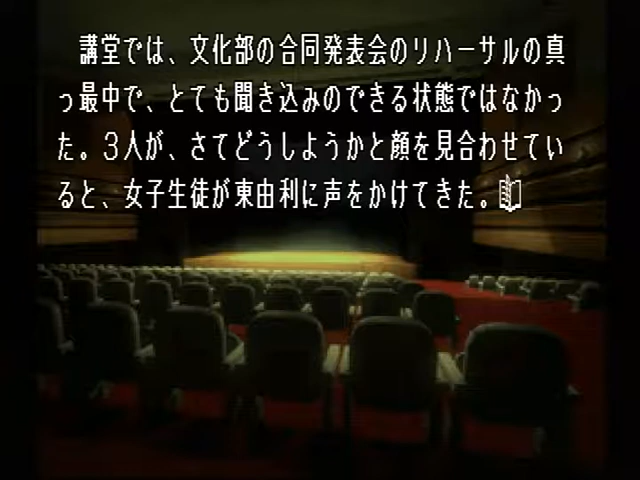 講堂では、文化部の合同発表会のリハーサルの真
っ最中で、とても聞き込みのできる状態ではなかっ
た。３人が、さてどうしようかと顔を見合わせてい
ると、女子生徒が東由利に声をかけてきた。